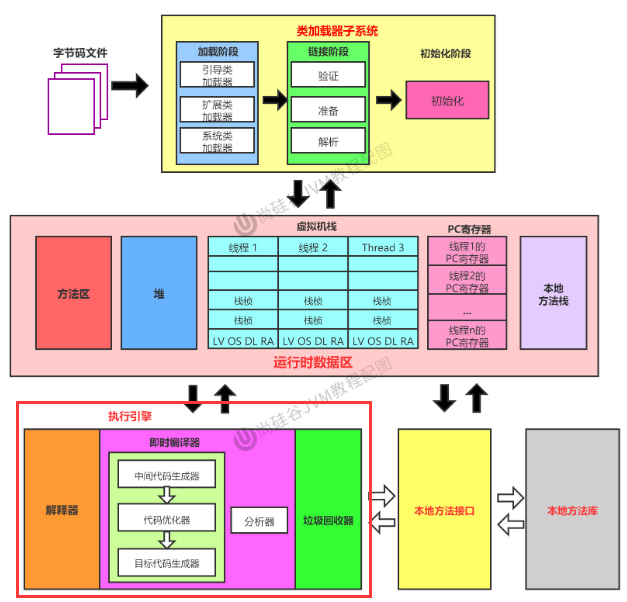 类加载器子系统
字节码文件
加载阶段
引导类
加载器
扩展类
加载器
系统类
加载器
链接阶段
验证
准备
解析
初始化阶段
初始化
尚硅谷JVM教程配图
虚拟机栈
线程 1
线程 2
Thread 3
栈桢
栈桢
栈桢
栈桢
栈桢
栈桢
LV OS DL RA
LV OS DL RA
LV OS DL RA
方法区
堆
PC寄存器
线程1的
PC寄存器
线程2的
PC寄存器
...
线程n的
PC寄存器
本地
方法栈
运行时数据区
尚硅谷JVM教程配图
执行引擎
解释器
即时编译器
中间代码生成器
代码优化器
目标代码生成器
分析器
垃圾回收器
本地方法接口
本地方法库